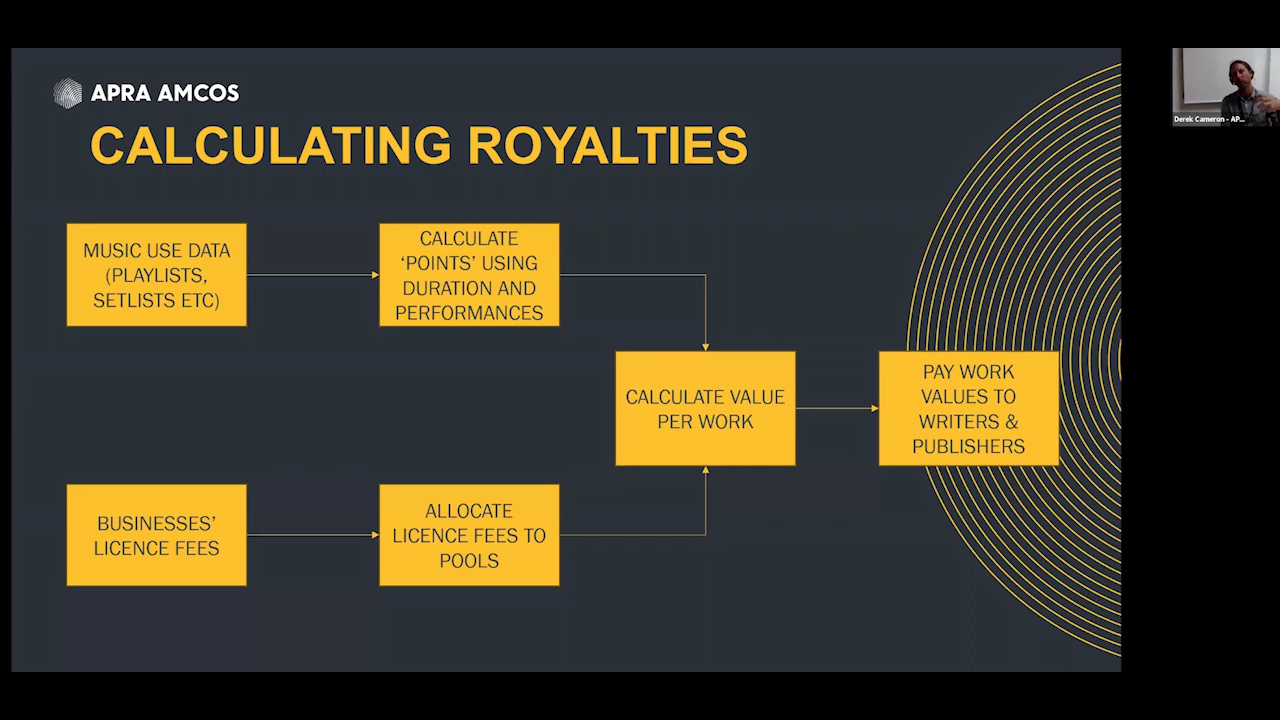 APRA AMCOS
CALCULATING ROYALTIES
MUSIC USE DATA
(PLAYLISTS,
SETLISTS ETC)
CALCULATE
‘POINTS’ USING
DURATION AND
PERFORMANCES
CALCULATE VALUE
PER WORK
PAY WORK
VALUES TO
WRITERS &
PUBLISHERS
BUSINESSES’
LICENCE FEES
ALLOCATE
LICENCE FEES TO
POOLS
Derek Cameron - AP...